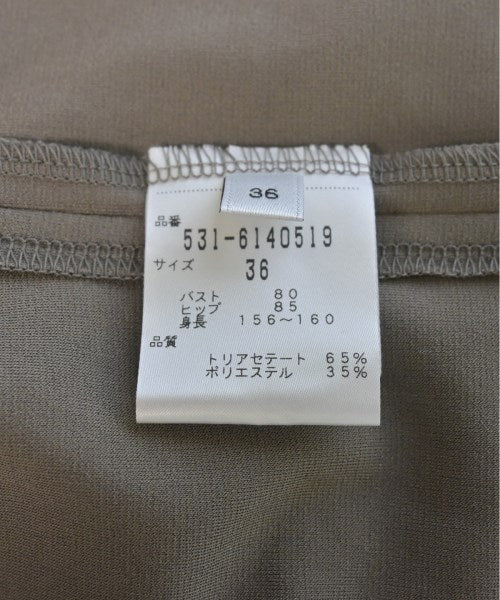 36
品番
531-6140519
サイズ
36
バスト 80
ヒップ 85
身長 156～160
品質
トリアセテート 65%
ポリエステル 35%